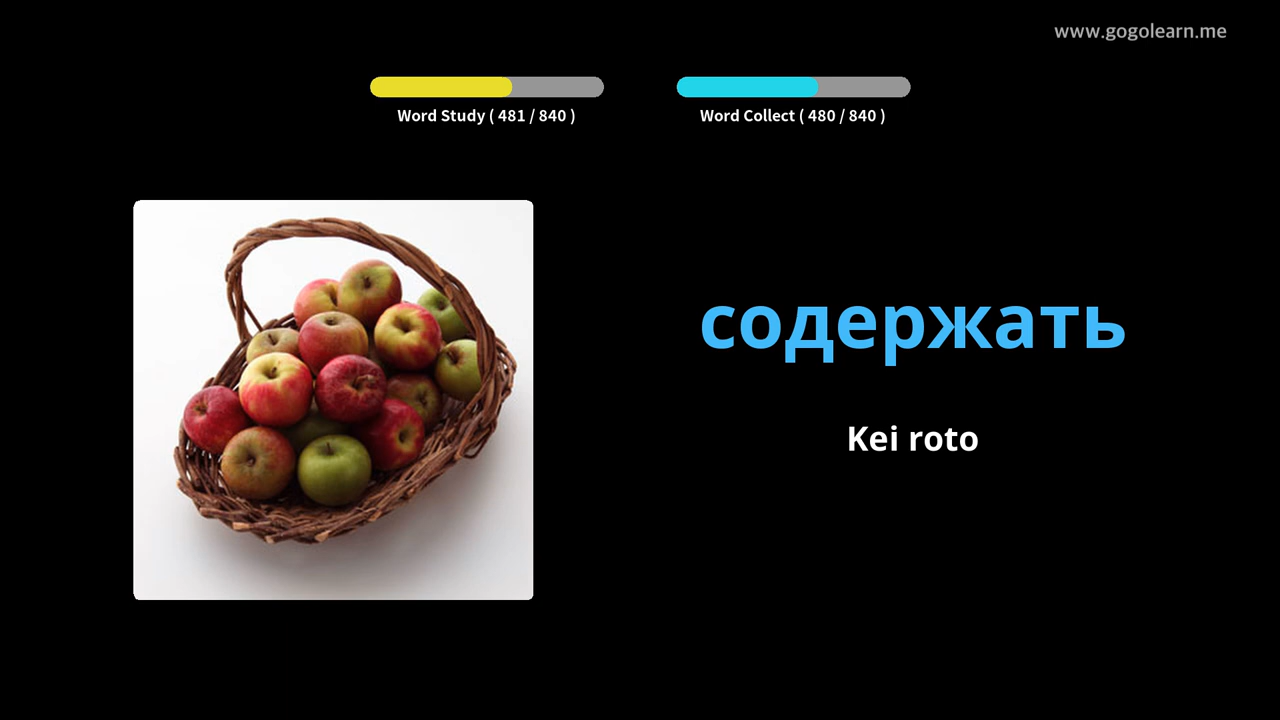 www.gogolearn.me
Word Study ( 481 / 840 )
Word Collect ( 480 / 840 )
содержать
Kei roto